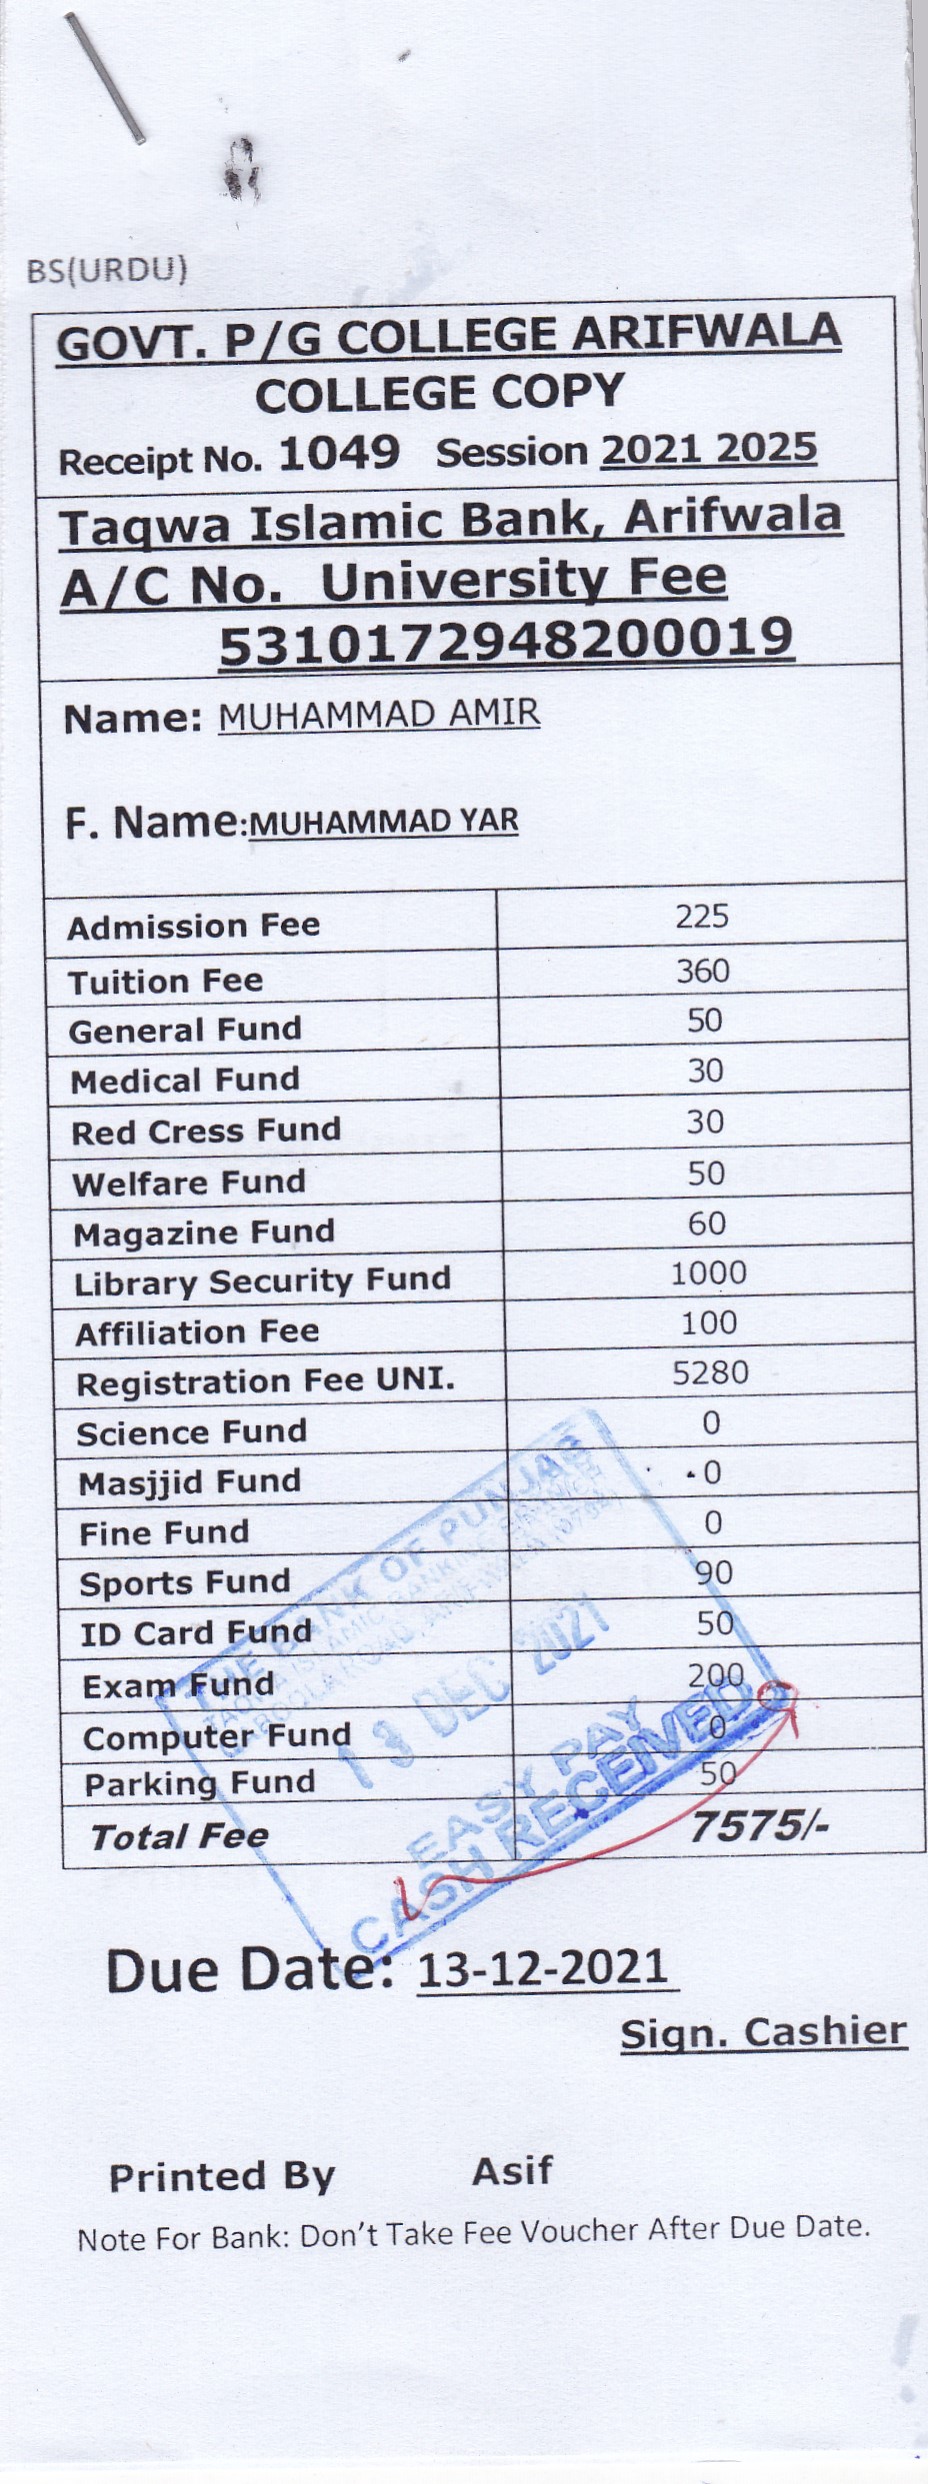 BS(URDU)
GOVT. P/G COLLEGE ARIFWALA
COLLEGE COPY
Receipt No. 1049 Session 2021 2025
Taqwa Islamic Bank, Arifwala
A/C No. University Fee
5310172948200019
Name: MUHAMMAD AMIR
F. Name:MUHAMMAD YAR
Admission Fee 225
Tuition Fee 360
General Fund 50
Medical Fund 30
Red Cress Fund 30
Welfare Fund 50
Magazine Fund 60
Library Security Fund 1000
Affiliation Fee 100
Registration Fee UNI. 5280
Science Fund 0
Masjjid Fund 0
Fine Fund 0
Sports Fund 90
ID Card Fund 50
Exam Fund 200
Computer Fund 0
Parking Fund 50
Total Fee 7575/-
THE BANK OF PUNJAB
TAQWA ISLAMIC BANKING
ROAD, ARIFWALA
13 DEC 2021
EASY PAY
CASH RECEIVED
Due Date: 13-12-2021
Sign. Cashier
Printed By Asif
Note For Bank: Don't Take Fee Voucher After Due Date.